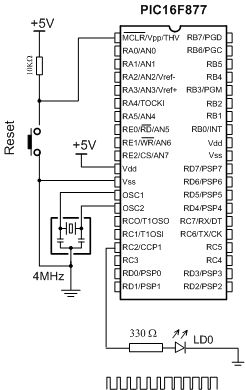 PIC16F877
+5V
MCLR/Vpp/THV RB7/PGD
RA0/AN0 RB6/PGC
RA1/AN1 RB5
10KΩ
RA2/AN2/Vref- RB4
RA3/AN3/Vref+ RB3/PGM
RA4/TOCKI RB2
RA5/AN4 RB1
Reset
RE0/RD/AN5 RB0/INT
RE1/WR/AN6 Vdd
+5V
RE2/CS/AN7 Vss
Vdd RD7/PSP7
Vss RD6/PSP6
OSC1 RD5/PSP5
OSC2 RD4/PSP4
RC0/T1OSO RC7/RX/DT
RC1/T1OSI RC6/TX/CK
RC2/CCP1 RC5
RC3 RC4
4MHz
RD0/PSP0 RD3/PSP3
RD1/PSP1 RD2/PSP2
330 Ω LD0